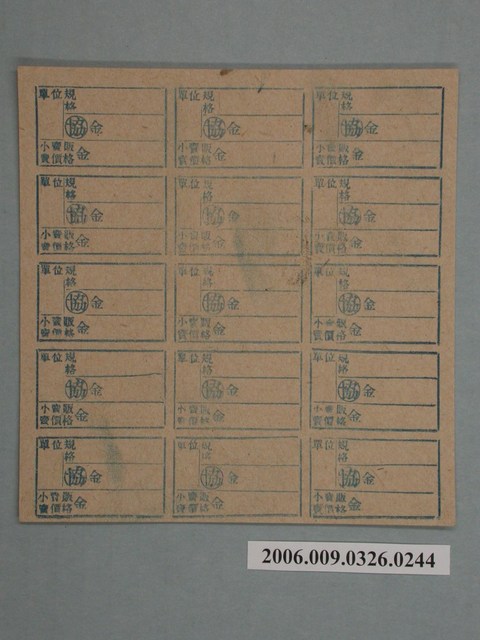 單位規
格
協金
小賣販
賣價格金
單位規
格
協金
小賣販
賣價格金
單位規
格
協金
小賣販
賣價格金
單位規
格
協金
小賣販
賣價格金
單位規
格
協金
小賣販
賣價格金
單位規
格
協金
小賣販
賣價格金
單位規
格
協金
小賣販
賣價格金
單位規
格
協金
小賣販
賣價格金
單位規
格
協金
小賣販
賣價格金
單位規
格
協金
小賣販
賣價格金
單位規
格
協金
小賣販
賣價格金
單位規
格
協金
小賣販
賣價格金
單位規
格
協金
小賣販
賣價格金
單位規
格
協金
小賣販
賣價格金
單位規
格
協金
小賣販
賣價格金
2006.009.0326.0244